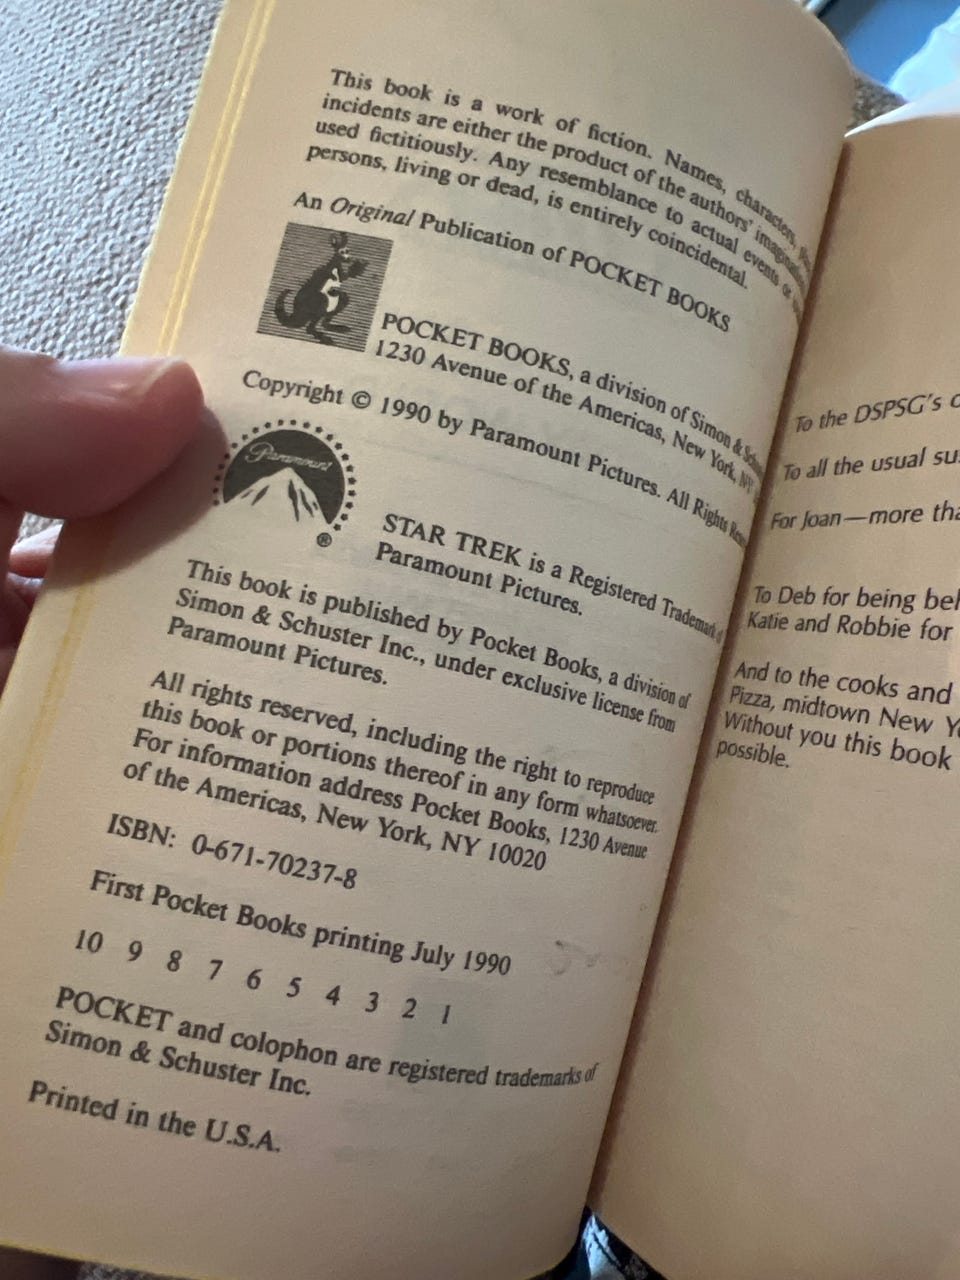 This book is a work of fiction. Names, characters,
incidents are either the product of the authors' imagination
used fictitiously. Any resemblance to actual events or
persons, living or dead, is entirely coincidental.
An Original Publication of POCKET BOOKS
POCKET BOOKS, a division of Simon &
1230 Avenue of the Americas, New York, NY
Copyright © 1990 by Paramount Pictures. All Rights
Paramount
®
STAR TREK is a Registered Trademark of
Paramount Pictures.
This book is published by Pocket Books, a division of
Simon & Schuster Inc., under exclusive license from
Paramount Pictures.
All rights reserved, including the right to reproduce
this book or portions thereof in any form whatsoever.
For information address Pocket Books, 1230 Avenue
of the Americas, New York, NY 10020
ISBN: 0-671-70237-8
First Pocket Books printing July 1990
10 9 8 7 6 5 4 3 2 1
POCKET and colophon are registered trademarks of
Simon & Schuster Inc.
Printed in the U.S.A.
To the DSPSG's
To all the usual
For Joan—more
To Deb for being
Katie and Robbie for
And to the cooks and
Pizza, midtown New
Without you this book
possible.